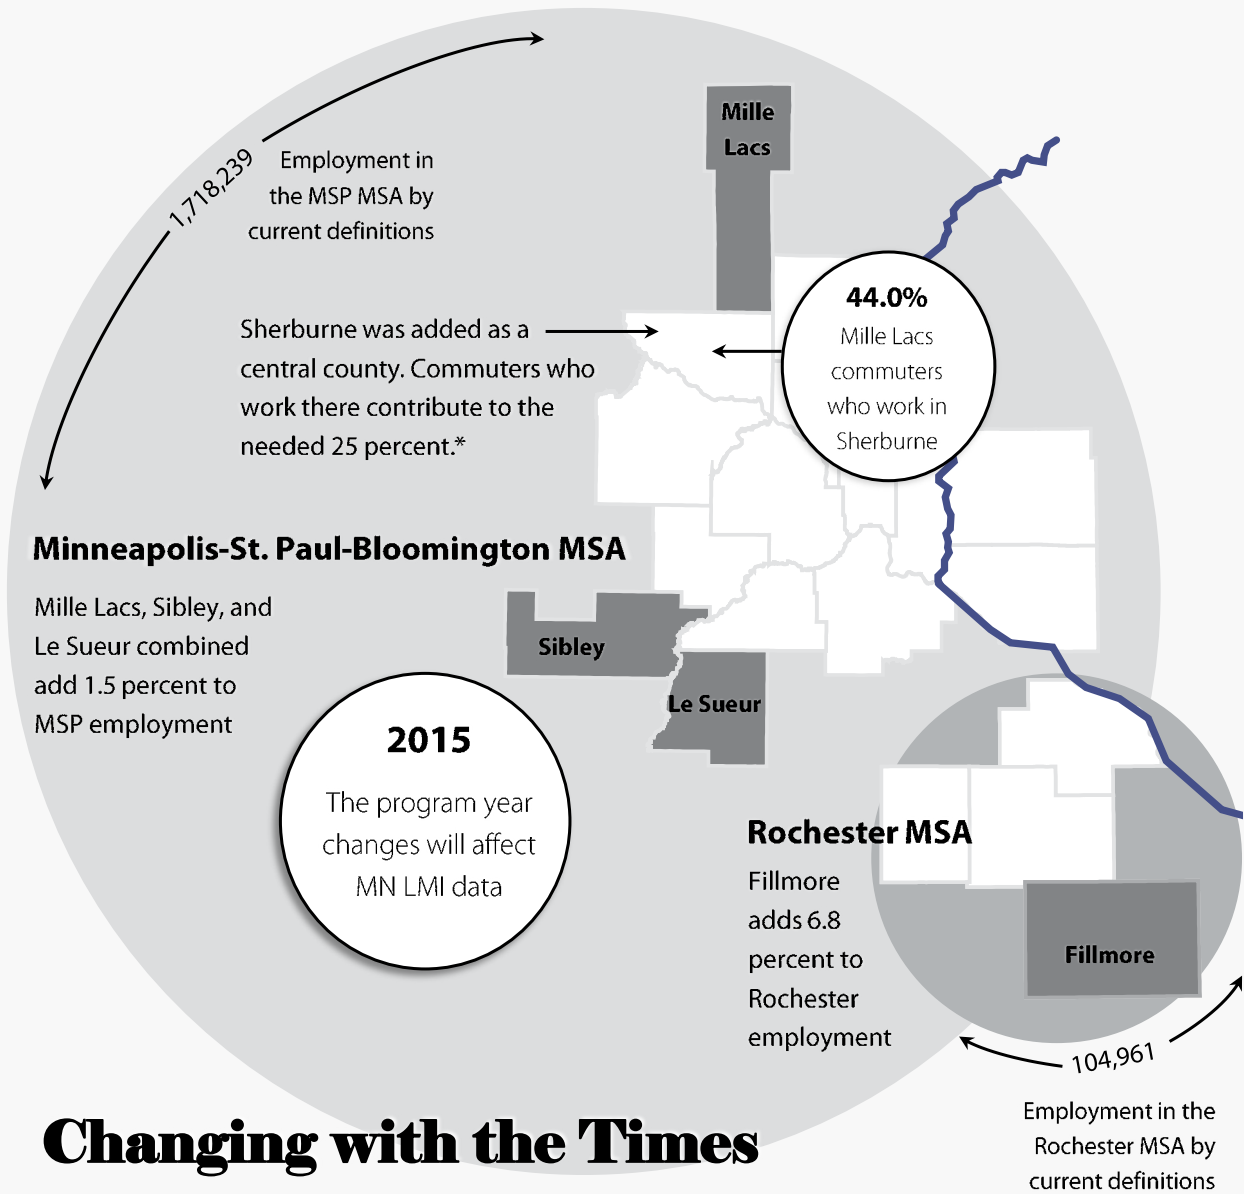 Mille
Lacs
1,718,239
Employment in
the MSP MSA by
current definitions
44.0%
Mille Lacs
commuters
who work in
Sherburne
Sherburne was added as a
central county. Commuters who
work there contribute to the
needed 25 percent.*
Minneapolis-St. Paul-Bloomington MSA
Mille Lacs, Sibley, and
Le Sueur combined
add 1.5 percent to
MSP employment
Sibley
Le Sueur
2015
The program year
changes will affect
MN LMI data
Rochester MSA
Fillmore
adds 6.8
percent to
Rochester
employment
Fillmore
104,961
Employment in the
Rochester MSA by
current definitions
Changing with the Times